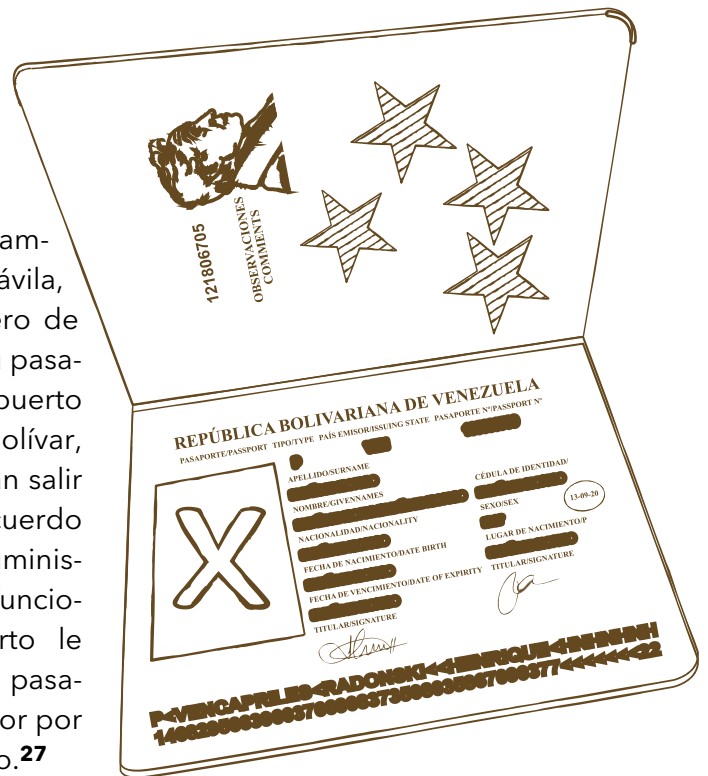 am-
ávila,
ero de
pasa-
puerto
olívar,
n salir
cuerdo
minis-
uncio-
rto le
pasa-
or por
o.27
121806705
OBSERVACIONES
COMMENTS
REPÚBLICA BOLIVARIANA DE VENEZUELA
PASAPORTE/PASSPORT TIPO/TYPE PAÍS EMISOR/ISSUING STATE PASAPORTE Nº/PASSPORT Nº
APELLIDO/SURNAME
CÉDULA DE IDENTIDAD/
NOMBRE/GIVENNAMES
SEXO/SEX
13-09-20
NACIONALIDAD/NACIONALITY
LUGAR DE NACIMIENTO/P
FECHA DE NACIMIENTO/DATE BIRTH
TITULAR/SIGNATURE
FECHA DE VENCIMIENTO/DATE OF EXPIRITY
TITULAR/SIGNATURE
X
P<VENCAPRILES<RADONSKI<<HENRIQUE<HNHNHNH